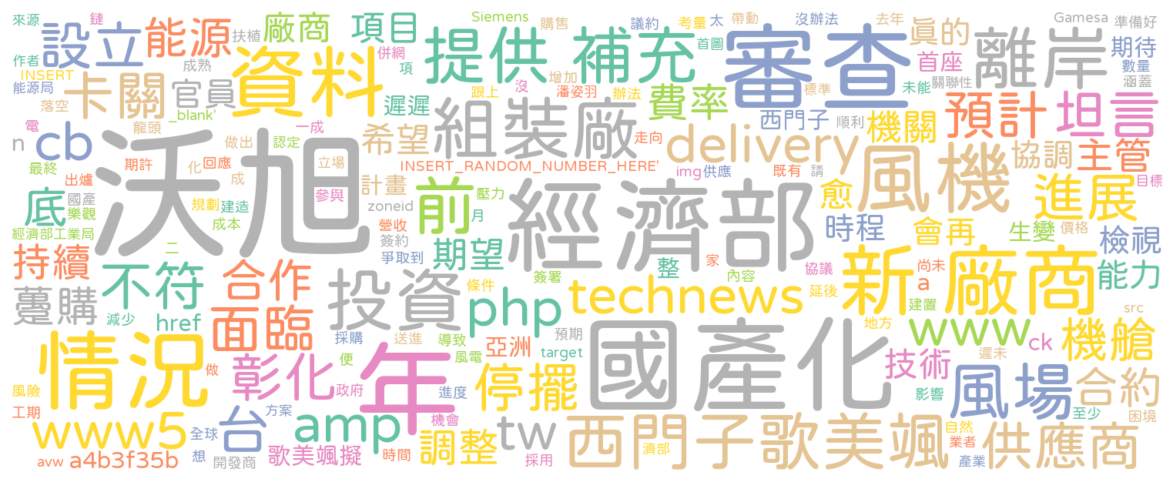 來源 鏈 扶植 廠商 項目 Siemens 購售 議約 考量 太 帶動 沒辦法 去年 Gamesa 準備好
作者 設立 能源 成熟 提供 補充 首圖 併網 審查 真的 離岸 期待
INSERT 資料 項 跟上 增加 辦法 標準 首座 數量
能源局 卡關 官員 遲遲 沒 潘姿羽 費率 未能 關聯性 涵蓋
落空 _blank' 組裝廠 西門子 順利 機關 預計 坦言
電 龍頭 做出 認定 一成 希望 走向 delivery 風機 協調 主管
n cb 沃旭 最終 化 回應 立場 INSERT_RANDOM_NUMBER_HERE' img 供應 既有 請 目標
期許 出爐 成 參與 計畫 前 壓力 經濟部 愈 進展
底 國產 樂觀 規劃 建造 zoneid 月 時程 會再 生變 價格
經濟部工業局 成本 營收 簽約 期望 檢視
持續 不符 二 合作 爭取到 簽署 整 家 協議 尚未 能力
躉購 減少 href 面臨 投資 條件 php 內容 technews 延後 新 廠商 a 建置 src
情況 送進 採購 導致 預期 國產化 地方 www ck 機艙
風險 做 彰化 便 政府 年 風電 亞洲 target 技術 遲未
工期 方案 進度 停擺 影響 風場 合約
www5 台 想 amp 機會 tw 自然 至少 困境
avw a4b3f35b 全球 開發商 歌美颯擬 時間 調整 採用 西門子歌美颯 濟部 業者 產業 供應商